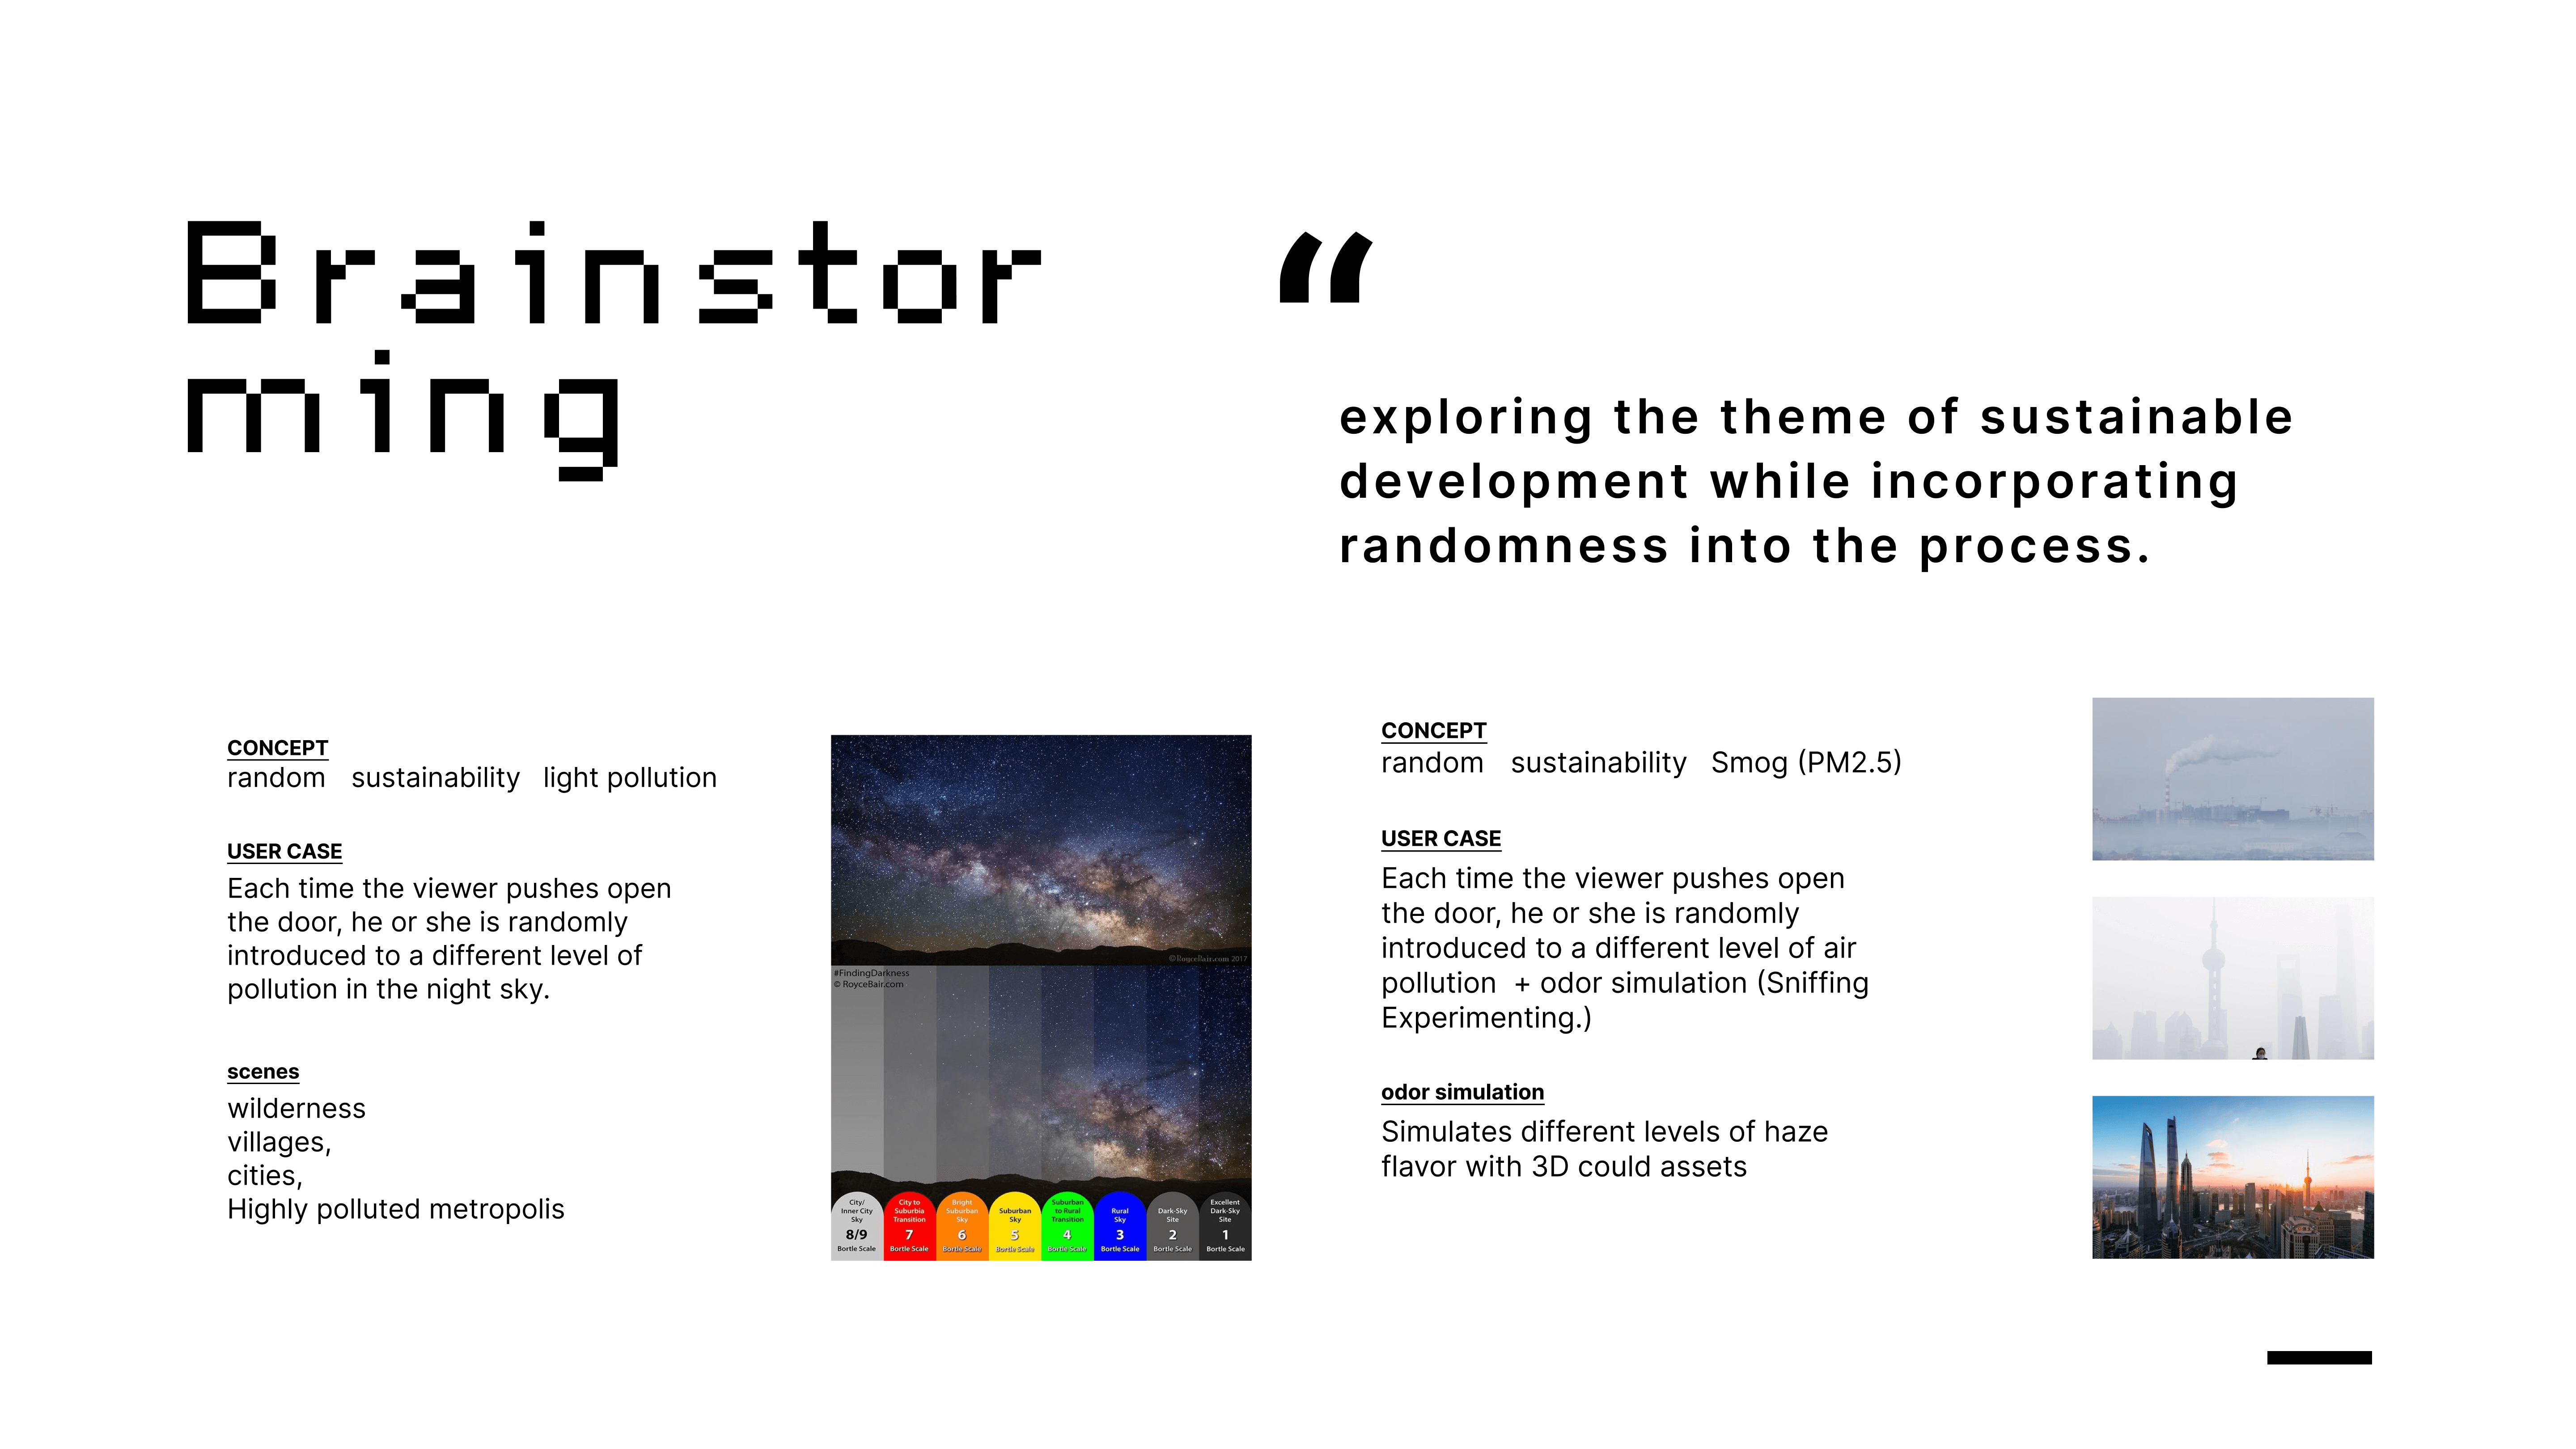 Brainstor
ming
“
exploring the theme of sustainable
development while incorporating
randomness into the process.
CONCEPT
random sustainability light pollution
USER CASE
Each time the viewer pushes open
the door, he or she is randomly
introduced to a different level of
pollution in the night sky.
scenes
wilderness
villages,
cities,
Highly polluted metropolis
©RoyceBair.com 2017
#FindingDarkness
© RoyceBair.com
City/
Inner City
Sky
8/9
Bortle Scale
City to
Suburbia
Transition
7
Bortle Scale
Bright
Suburban
Sky
6
Bortle Scale
Suburban
Sky
5
Bortle Scale
Suburban
to Rural
Transition
4
Bortle Scale
Rural
Sky
3
Bortle Scale
Dark-Sky
Site
2
Bortle Scale
Excellent
Dark-Sky
Site
1
Bortle Scale
CONCEPT
random sustainability Smog (PM2.5)
USER CASE
Each time the viewer pushes open
the door, he or she is randomly
introduced to a different level of air
pollution + odor simulation (Sniffing
Experimenting.)
odor simulation
Simulates different levels of haze
flavor with 3D could assets